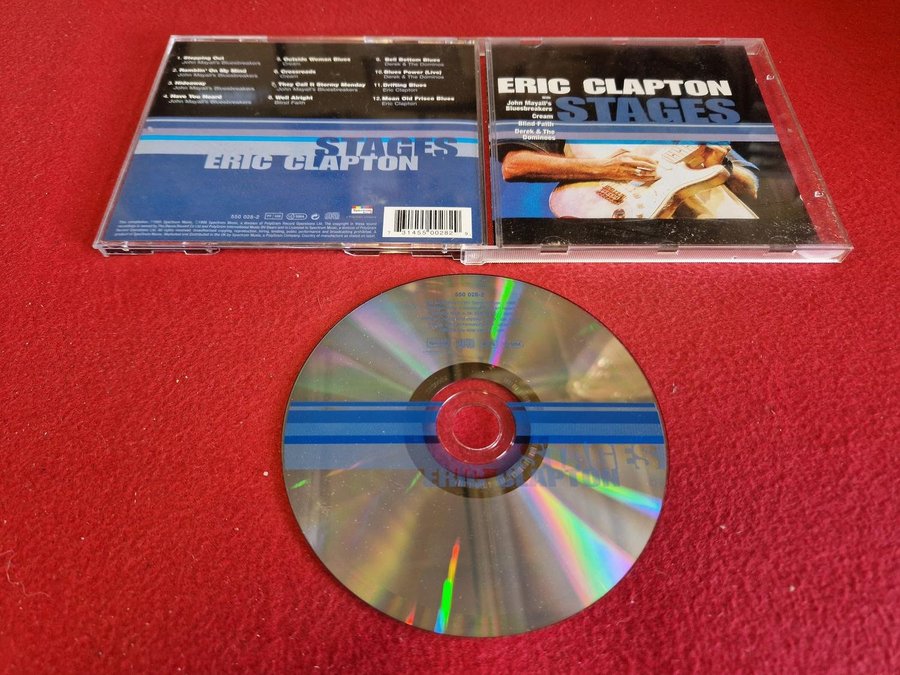 1. Stepping Out
John Mayall's Bluesbreakers
2. Ramblin' On My Mind
John Mayall's Bluesbreakers
3. Hideaway
John Mayall's Bluesbreakers
4. Have You Heard
John Mayall's Bluesbreakers
5. Outside Woman Blues
Cream
6. Crossroads
Cream
7. They Call It Stormy Monday
John Mayall's Bluesbreakers
8. Well Alright
Blind Faith
9. Bell Bottom Blues
Derek & The Dominos
10. Blues Power (Live)
Derek & The Dominos
11. Drifting Blues
Eric Clapton
12. Mean Old Frisco Blues
Eric Clapton
STAGES
ERIC CLAPTON
550 028-2
7 31455 00282 9
ERIC CLAPTON
STAGES
John Mayall's
Bluesbreakers
Cream
Blind Faith
Derek & The
Dominoes
550 028-2
STAGES
ERIC CLAPTON